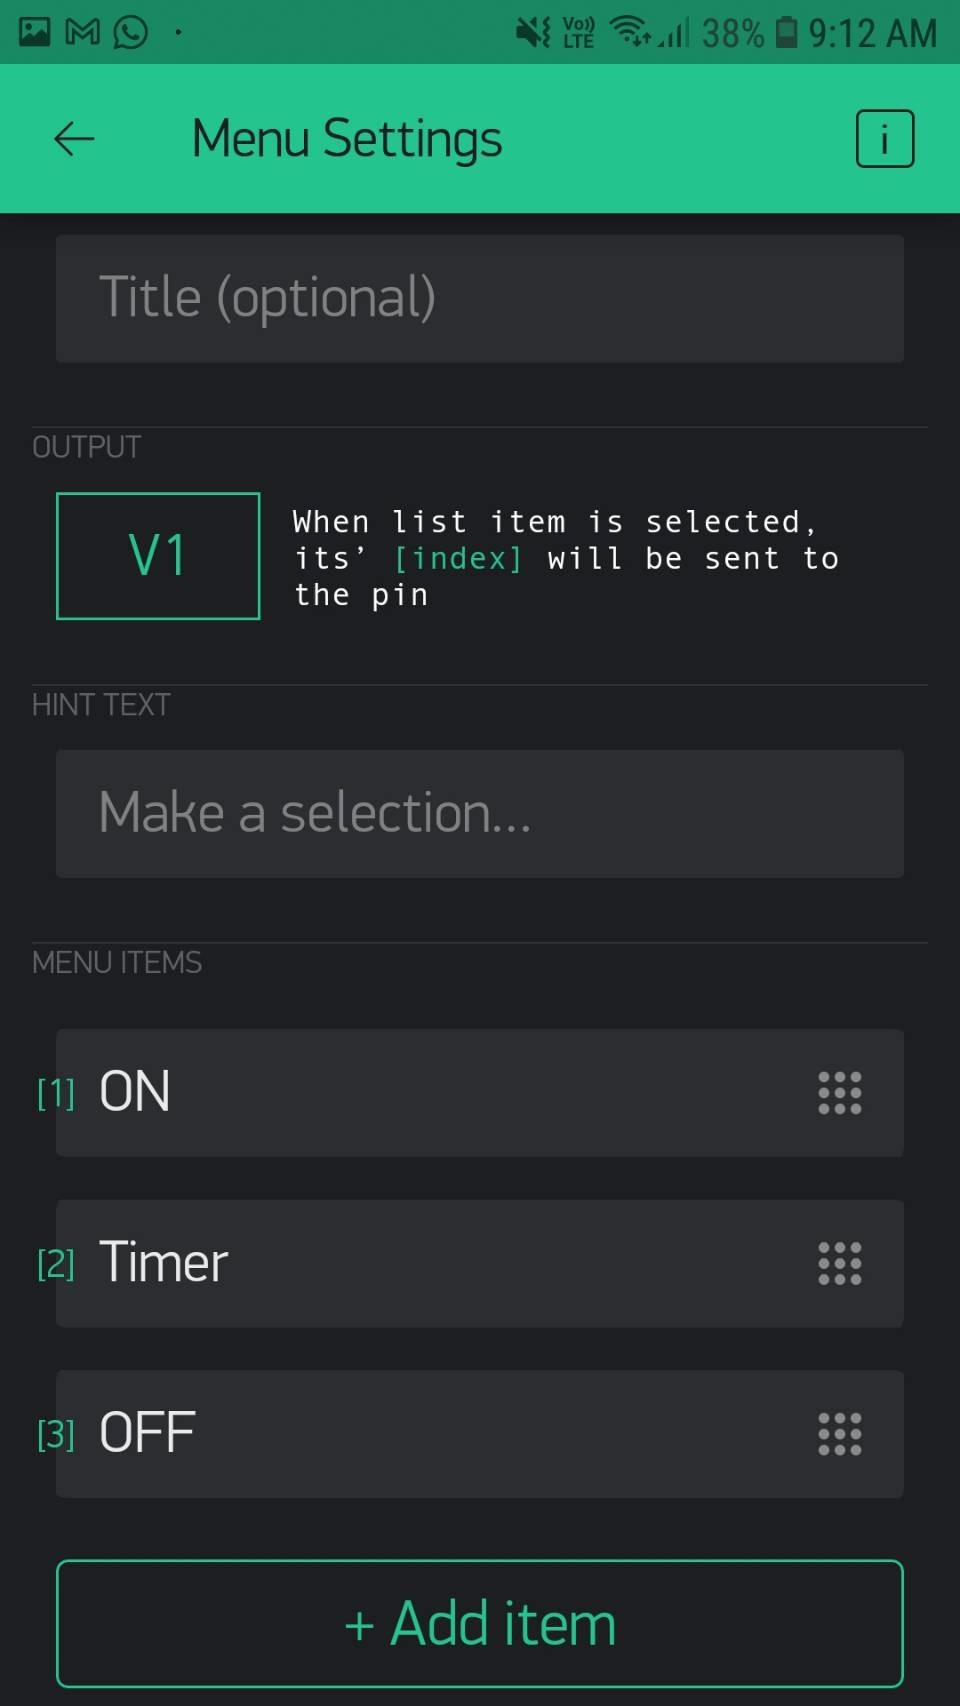 Vo)) LTE 38% 9:12 AM
Menu Settings i
Title (optional)
OUTPUT
V1
When list item is selected,
its’ [index] will be sent to
the pin
HINT TEXT
Make a selection...
MENU ITEMS
[1] ON
[2] Timer
[3] OFF
+ Add item